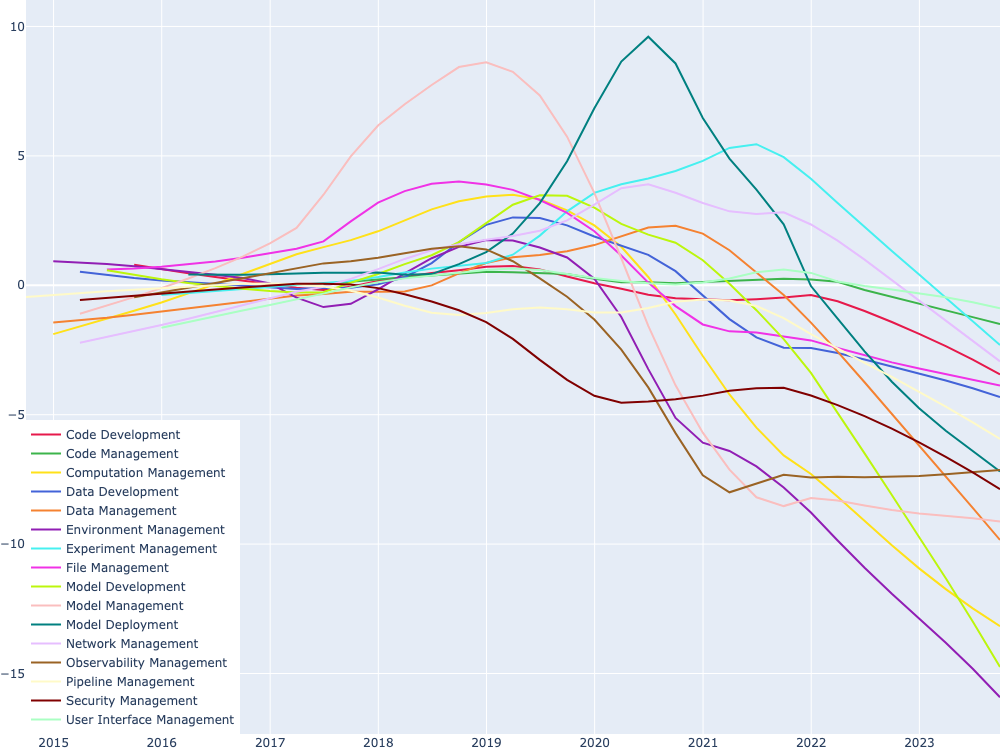 10
5
0
−5
−10
−15
Code Development
Code Management
Computation Management
Data Development
Data Management
Environment Management
Experiment Management
File Management
Model Development
Model Management
Model Deployment
Network Management
Observability Management
Pipeline Management
Security Management
User Interface Management
2015 2016 2017 2018 2019 2020 2021 2022 2023